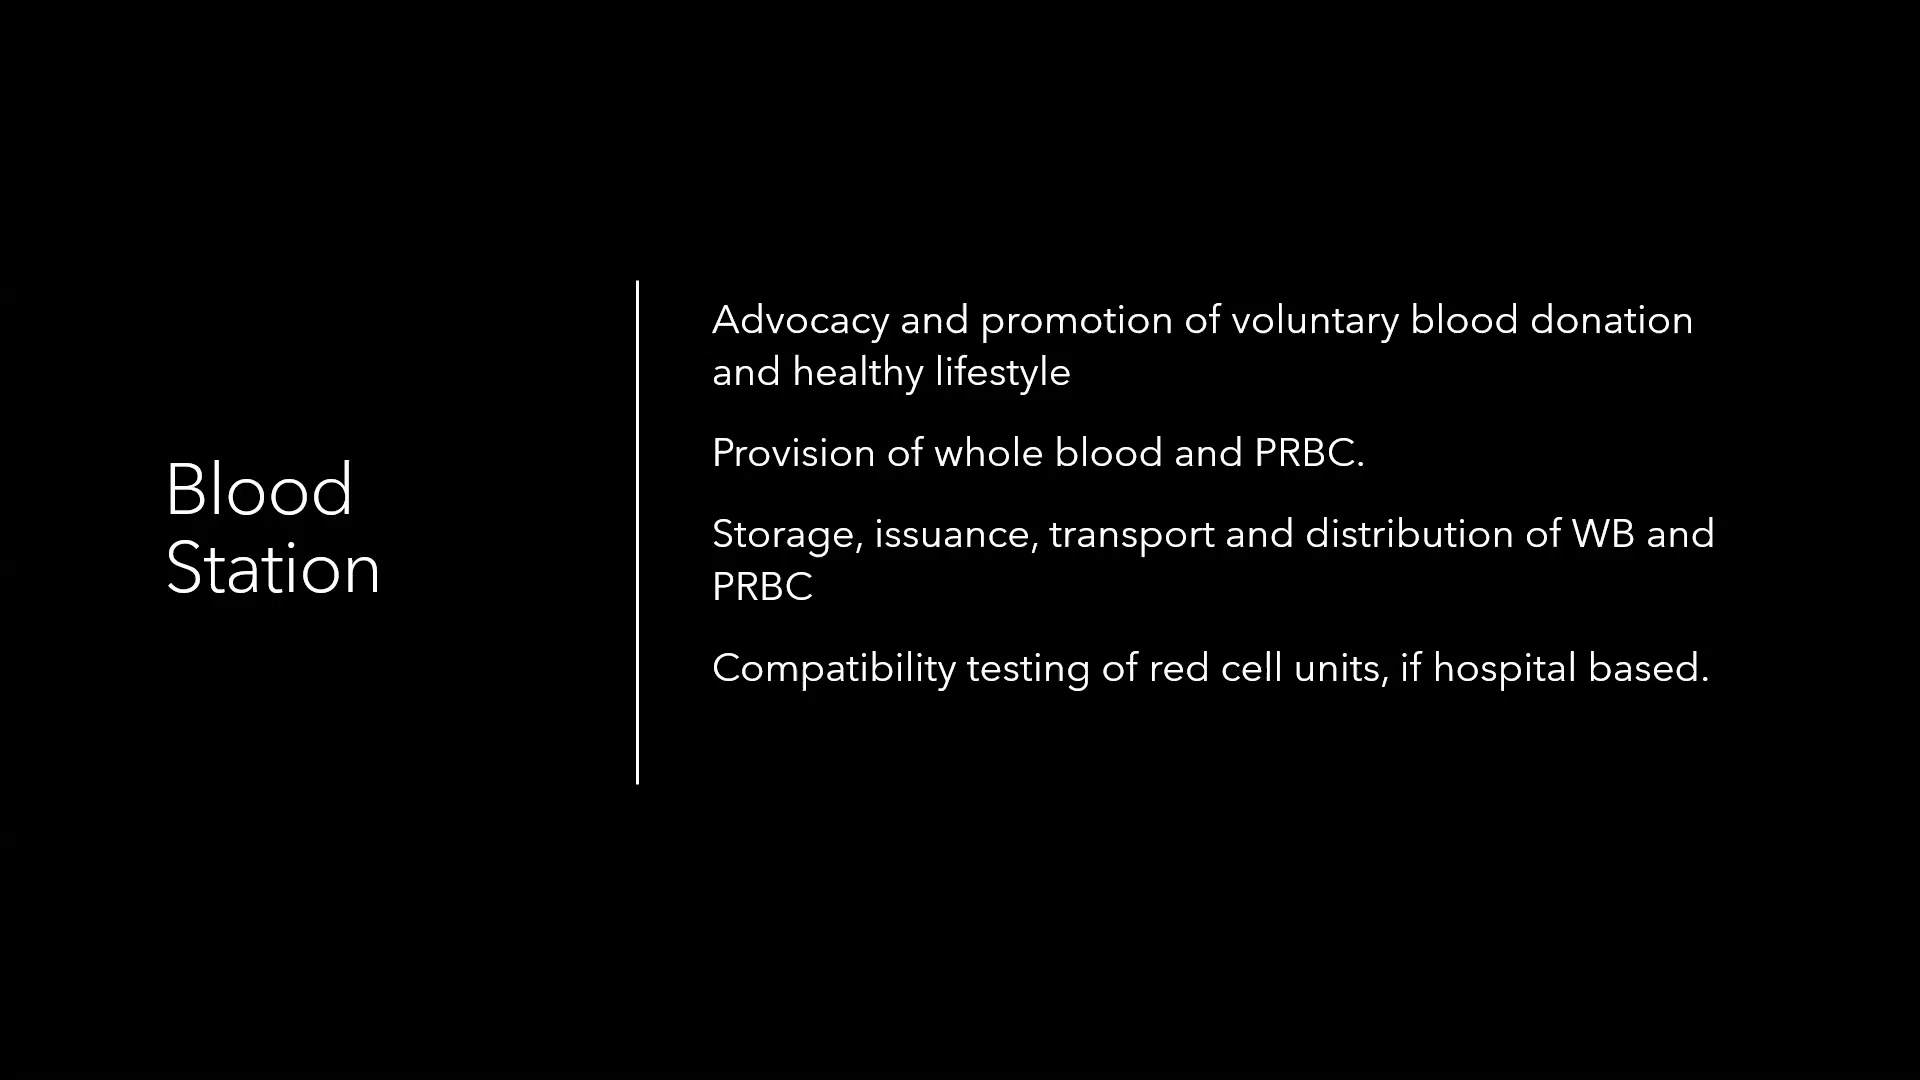 Blood
Station
Advocacy and promotion of voluntary blood donation
and healthy lifestyle
Provision of whole blood and PRBC.
Storage, issuance, transport and distribution of WB and
PRBC
Compatibility testing of red cell units, if hospital based.